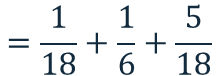 = 1/18 + 1/6 + 5/18